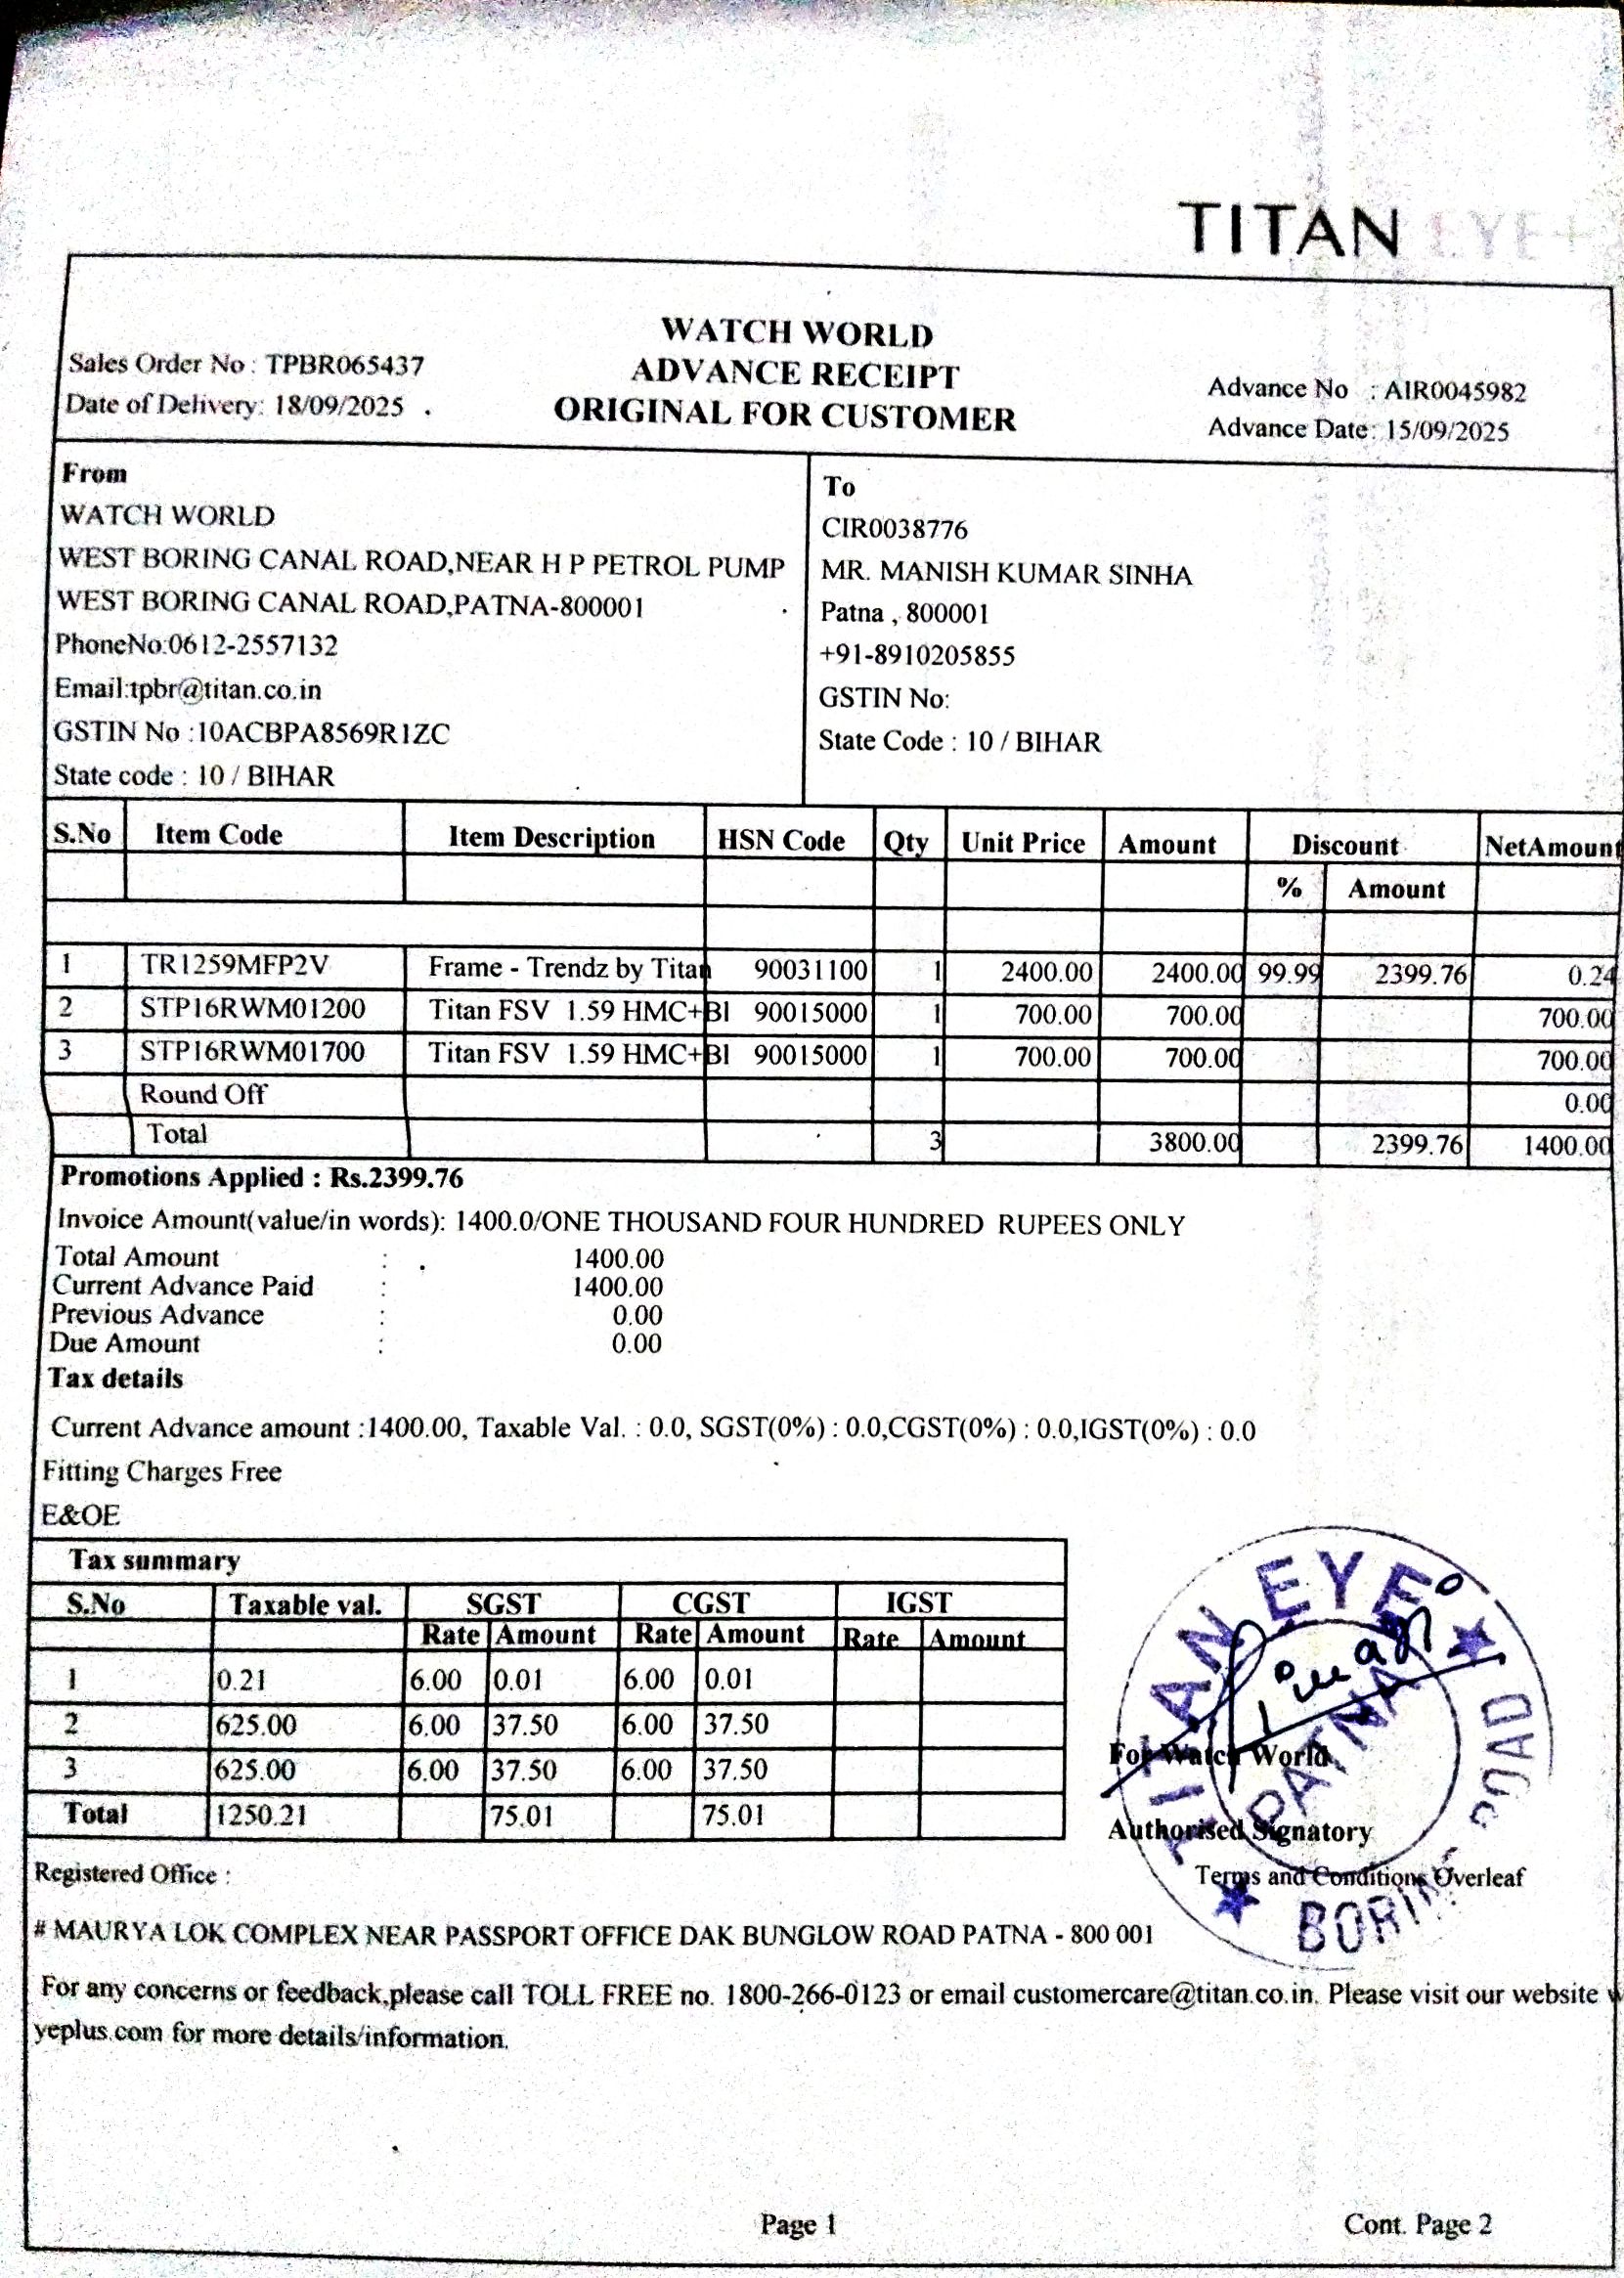 TITAN EYE+
WATCH WORLD
Sales Order No : TPBR065437
ADVANCE RECEIPT
Advance No : AIR0045982
Date of Delivery: 18/09/2025
ORIGINAL FOR CUSTOMER
Advance Date: 15/09/2025
From
WATCH WORLD
WEST BORING CANAL ROAD,NEAR H P PETROL PUMP
WEST BORING CANAL ROAD,PATNA-800001
PhoneNo:0612-2557132
Email:tpbr@titan.co.in
GSTIN No :10ACBPA8569R1ZC
State code : 10 / BIHAR
To
CIR0038776
MR. MANISH KUMAR SINHA
Patna , 800001
+91-8910205855
GSTIN No:
State Code : 10 / BIHAR
S.No Item Code Item Description HSN Code Qty Unit Price Amount Discount NetAmount
% Amount
1 TR1259MFP2V Frame - Trendz by Titan 90031100 1 2400.00 2400.00 99.99 2399.76 0.24
2 STP16RWM01200 Titan FSV 1.59 HMC+Bl 90015000 1 700.00 700.00 700.00
3 STP16RWM01700 Titan FSV 1.59 HMC+Bl 90015000 1 700.00 700.00 700.00
Round Off 0.00
Total 3 3800.00 2399.76 1400.00
Promotions Applied : Rs.2399.76
Invoice Amount(value/in words): 1400.0/ONE THOUSAND FOUR HUNDRED RUPEES ONLY
Total Amount : 1400.00
Current Advance Paid : 1400.00
Previous Advance : 0.00
Due Amount : 0.00
Tax details
Current Advance amount :1400.00, Taxable Val. : 0.0, SGST(0%) : 0.0,CGST(0%) : 0.0,IGST(0%) : 0.0
Fitting Charges Free
E&OE
Tax summary
S.No Taxable val. SGST CGST IGST
Rate Amount Rate Amount Rate Amount
1 0.21 6.00 0.01 6.00 0.01
2 625.00 6.00 37.50 6.00 37.50
3 625.00 6.00 37.50 6.00 37.50
Total 1250.21 75.01 75.01
TITAN EYE
PATNA
BORING ROAD
For Watch World
Authorised Signatory
Registered Office :
Terms and Conditions Overleaf
# MAURYA LOK COMPLEX NEAR PASSPORT OFFICE DAK BUNGLOW ROAD PATNA - 800 001
For any concerns or feedback,please call TOLL FREE no. 1800-266-0123 or email customercare@titan.co.in. Please visit our website
yeplus.com for more details/information.
Page 1
Cont. Page 2